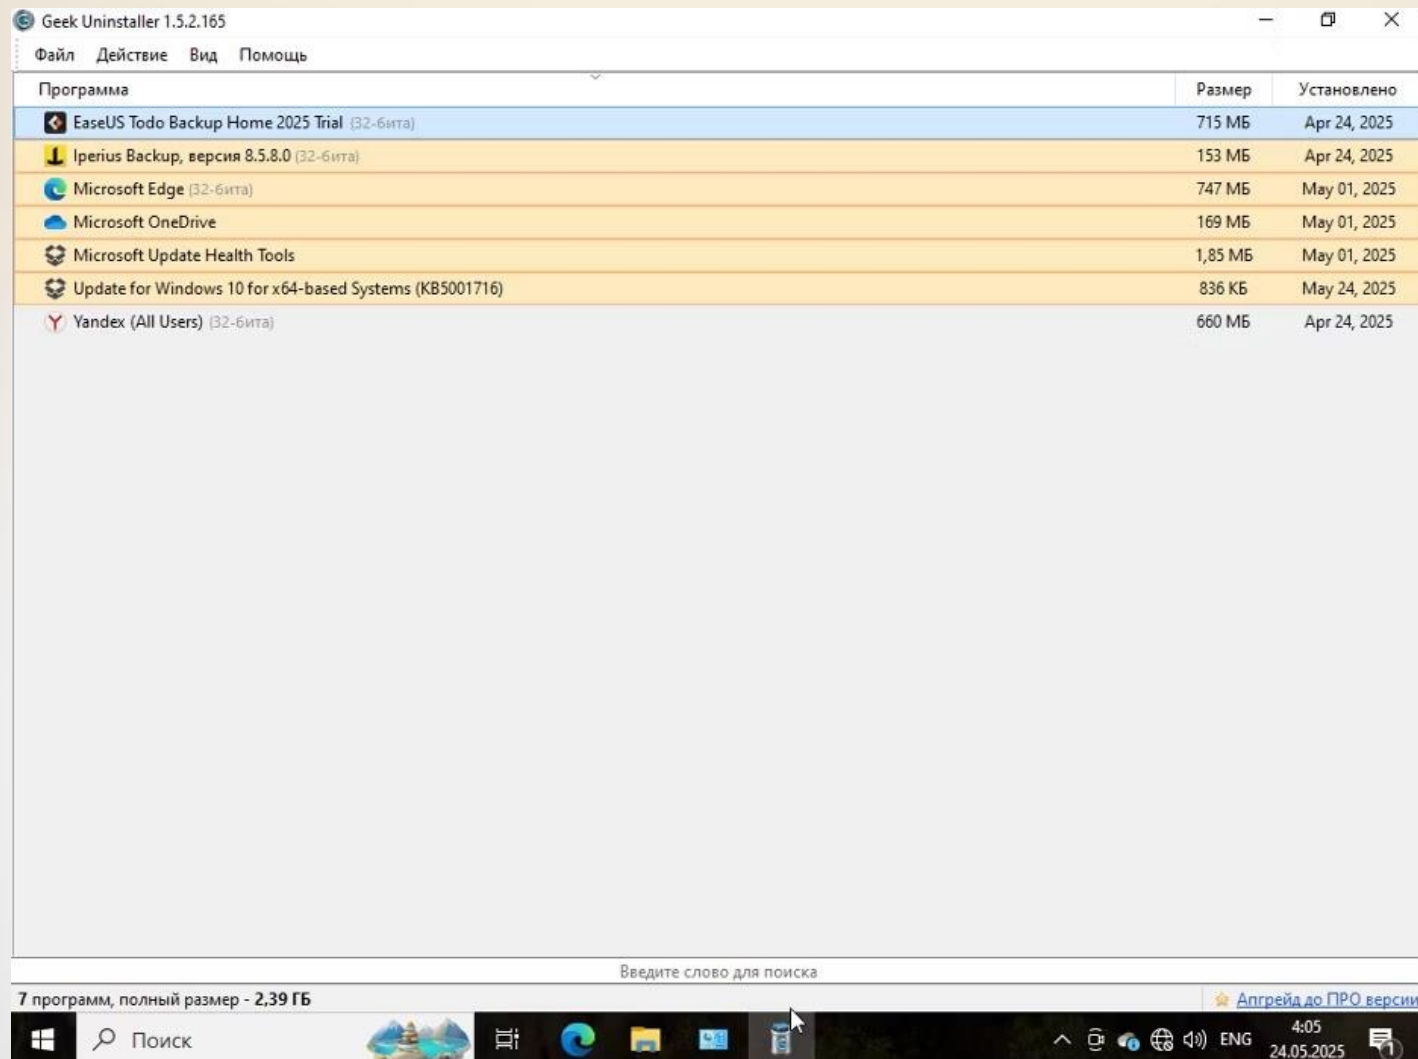 Geek Uninstaller 1.5.2.165
Файл Действие Вид Помощь
Программа Размер Установлено
EaseUS Todo Backup Home 2025 Trial (32-бита) 715 МБ Apr 24, 2025
Iperius Backup, версия 8.5.8.0 (32-бита) 153 МБ Apr 24, 2025
Microsoft Edge (32-бита) 747 МБ May 01, 2025
Microsoft OneDrive 169 МБ May 01, 2025
Microsoft Update Health Tools 1,85 МБ May 01, 2025
Update for Windows 10 for x64-based Systems (KB5001716) 836 КБ May 24, 2025
Yandex (All Users) (32-бита) 660 МБ Apr 24, 2025
Введите слово для поиска
7 программ, полный размер - 2,39 ГБ Апгрейд до ПРО версии
Поиск ENG 4:05
24.05.2025 1